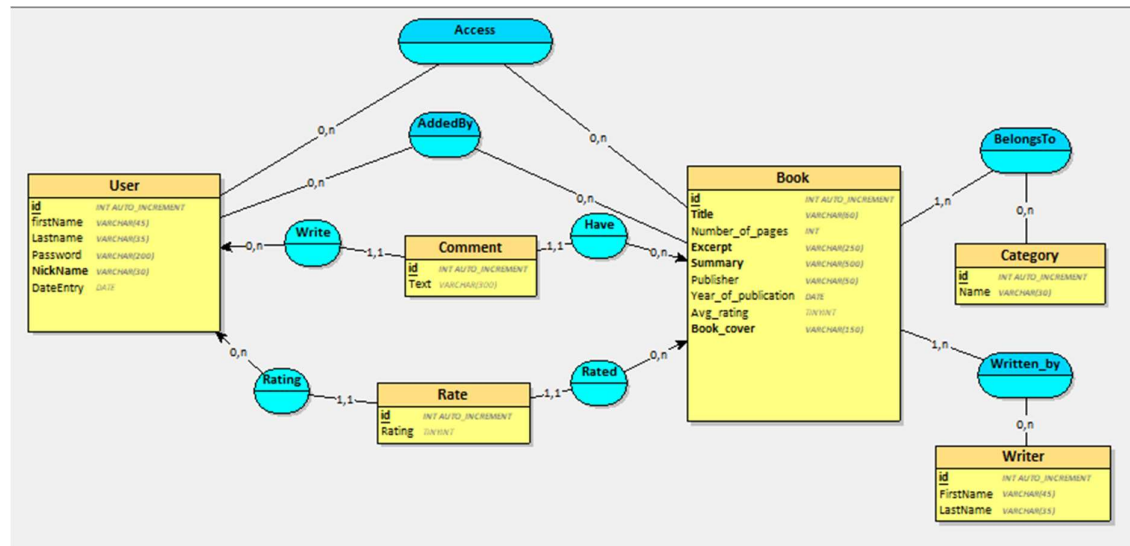 Access
0,n
0,n
AddedBy
0,n
0,n
User
id INT AUTO_INCREMENT
firstName VARCHAR(45)
Lastname VARCHAR(35)
Password VARCHAR(200)
NickName VARCHAR(30)
DateEntry DATE
Write
0,n
1,1
Comment
id INT AUTO_INCREMENT
Text VARCHAR(300)
Have
1,1
0,n
Book
id INT AUTO_INCREMENT
Title VARCHAR(60)
Number_of_pages INT
Excerpt VARCHAR(250)
Summary VARCHAR(500)
Publisher VARCHAR(50)
Year_of_publication DATE
Avg_rating TINYINT
Book_cover VARCHAR(150)
BelongsTo
1,n
0,n
Category
id INT AUTO_INCREMENT
Name VARCHAR(30)
Rating
0,n
1,1
Rate
id INT AUTO_INCREMENT
Rating TINYINT
Rated
1,1
0,n
Written_by
1,n
0,n
Writer
id INT AUTO_INCREMENT
FirstName VARCHAR(45)
LastName VARCHAR(35)